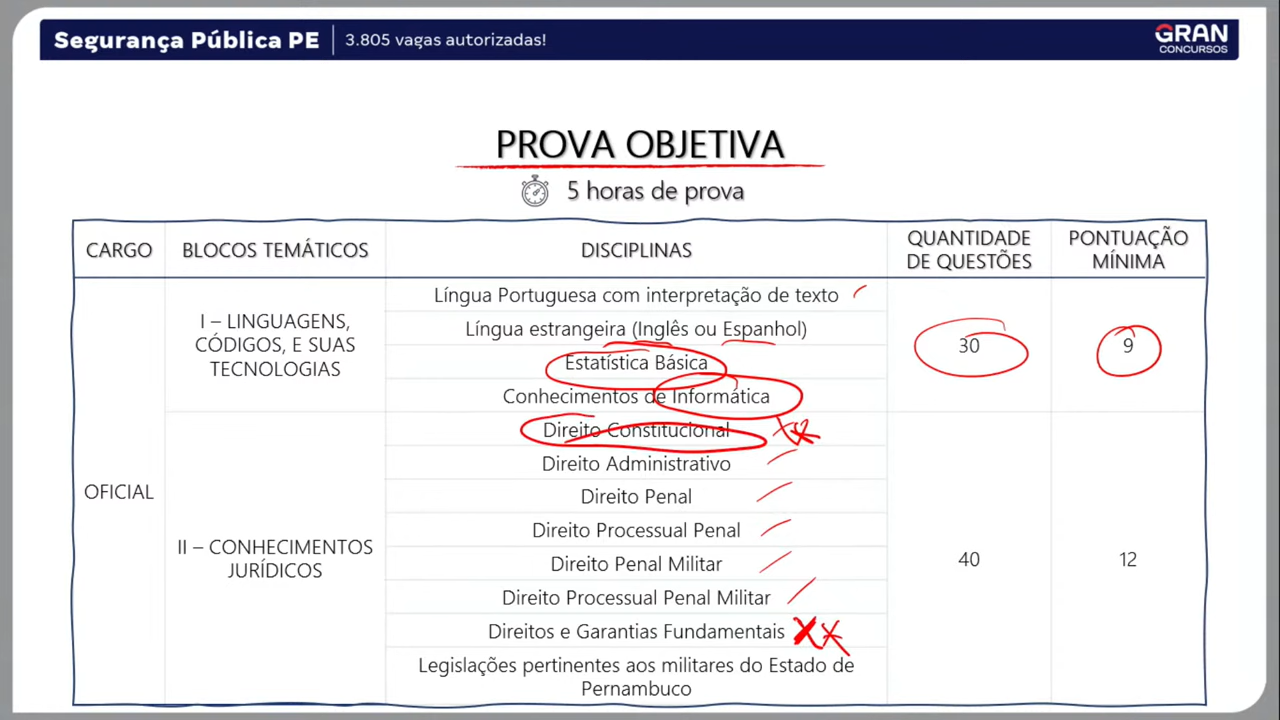 Segurança Pública PE | 3.805 vagas autorizadas!
GRAN
CONCURSOS
PROVA OBJETIVA
5 horas de prova
CARGO
BLOCOS TEMÁTICOS
DISCIPLINAS
QUANTIDADE
DE QUESTÕES
PONTUAÇÃO
MÍNIMA
OFICIAL
I – LINGUAGENS,
CÓDIGOS, E SUAS
TECNOLOGIAS
Língua Portuguesa com interpretação de texto
Língua estrangeira (Inglês ou Espanhol)
Estatística Básica
Conhecimentos de Informática
30
9
II – CONHECIMENTOS
JURÍDICOS
Direito Constitucional
Direito Administrativo
Direito Penal
Direito Processual Penal
Direito Penal Militar
Direito Processual Penal Militar
Direitos e Garantias Fundamentais
Legislações pertinentes aos militares do Estado de
Pernambuco
40
12